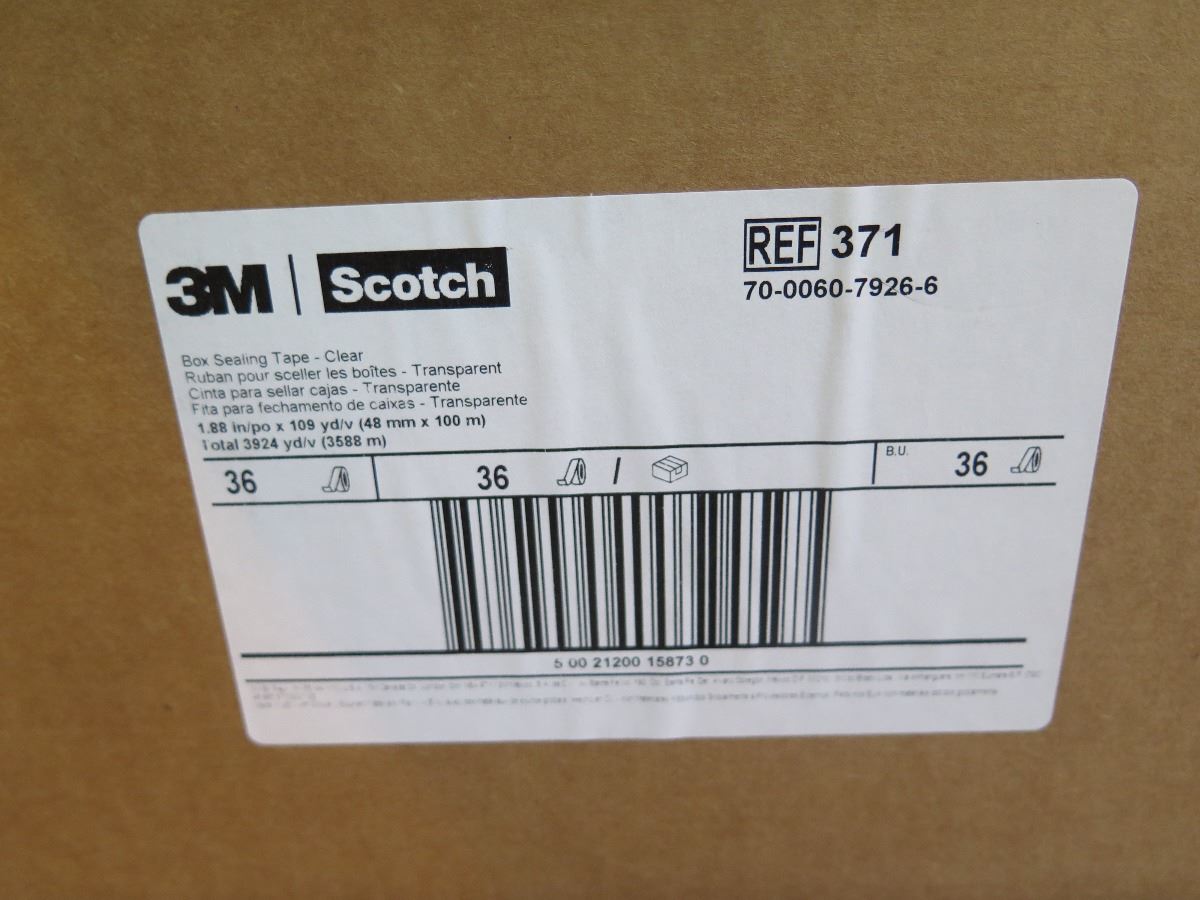 3M | Scotch
REF 371
70-0060-7926-6
Box Sealing Tape - Clear
Ruban pour sceller les boîtes - Transparent
Cinta para sellar cajas - Transparente
Fita para fechamento de caixas - Transparente
1.88 in/po x 109 yd/v (48 mm x 100 m)
Total 3924 yd/v (3588 m)
36 36 / B.U. 36
5 00 21200 15873 0